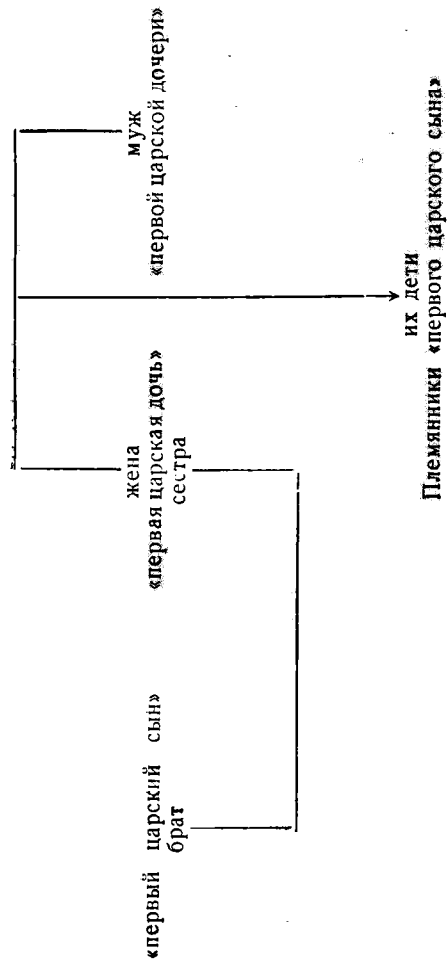 «первый царский сын»
брат
жена
«первая царская дочь»
сестра
муж
«первой царской дочери»
их дети
Племянники «первого царского сына»